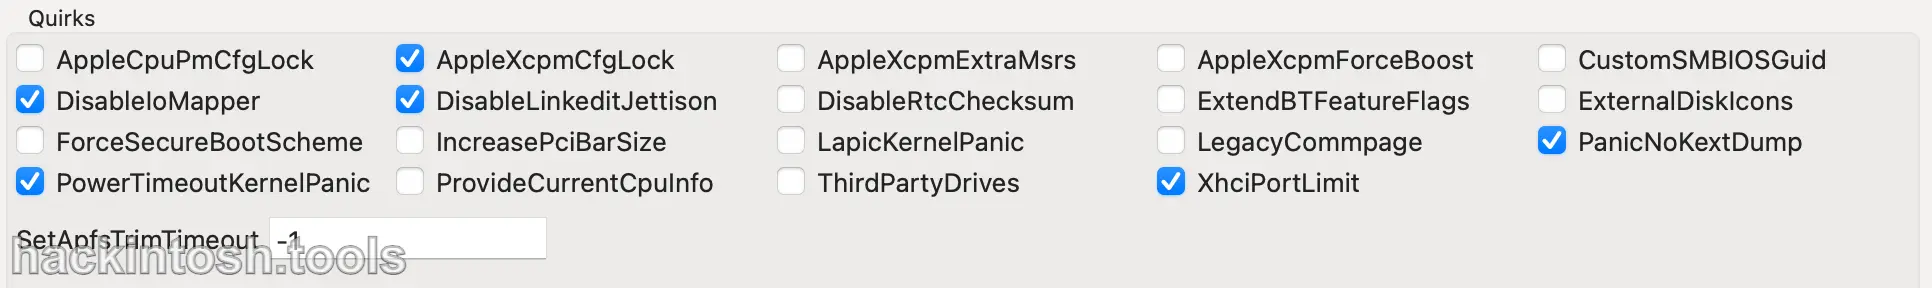 Quirks
AppleCpuPmCfgLock AppleXcpmCfgLock AppleXcpmExtraMsrs AppleXcpmForceBoost CustomSMBIOSGuid
DisableIoMapper DisableLinkeditJettison DisableRtcChecksum ExtendBTFeatureFlags ExternalDiskIcons
ForceSecureBootScheme IncreasePciBarSize LapicKernelPanic LegacyCommpage PanicNoKextDump
PowerTimeoutKernelPanic ProvideCurrentCpuInfo ThirdPartyDrives XhciPortLimit
SetApfsTrimTimeout -1
hackintosh.tools